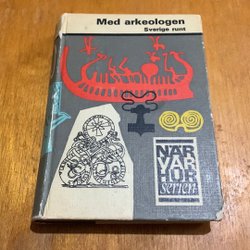 Med arkeologen
Sverige runt
NÄR
VAR
HUR
serien